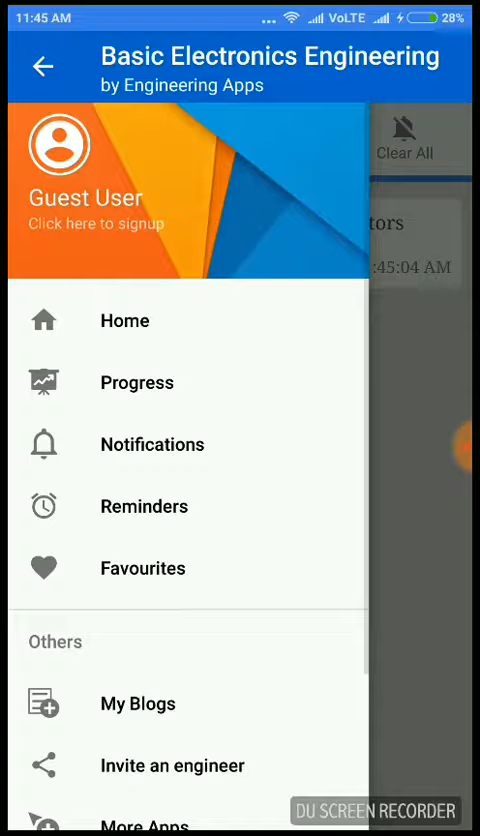 11:45 AM
... VoLTE 28%
Basic Electronics Engineering
by Engineering Apps
Clear All
Guest User
Click here to signup
tors
:45:04 AM
Home
Progress
Notifications
Reminders
Favourites
Others
My Blogs
Invite an engineer
More Apps
DU SCREEN RECORDER